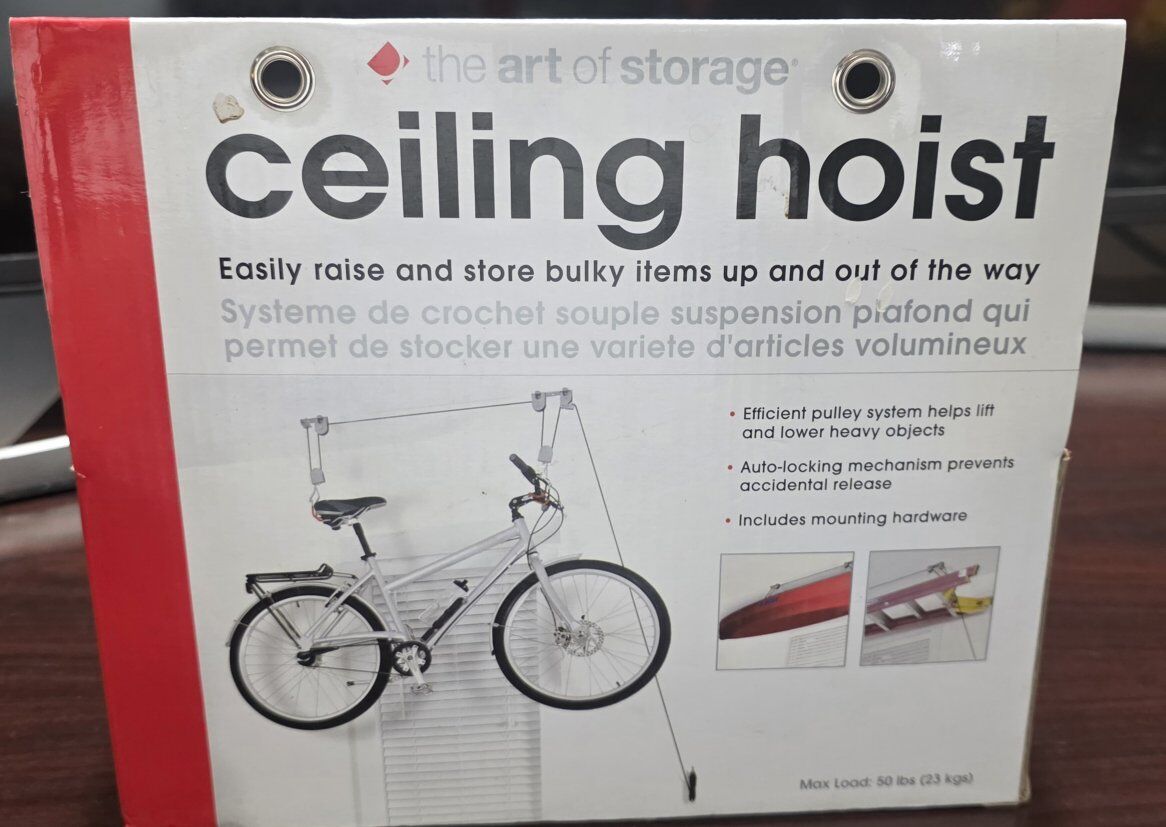 the art of storage®
ceiling hoist
Easily raise and store bulky items up and out of the way
Systeme de crochet souple suspension plafond qui
permet de stocker une variete d'articles volumineux
• Efficient pulley system helps lift
and lower heavy objects
• Auto-locking mechanism prevents
accidental release
• Includes mounting hardware
Max Load: 50 lbs (23 kgs)